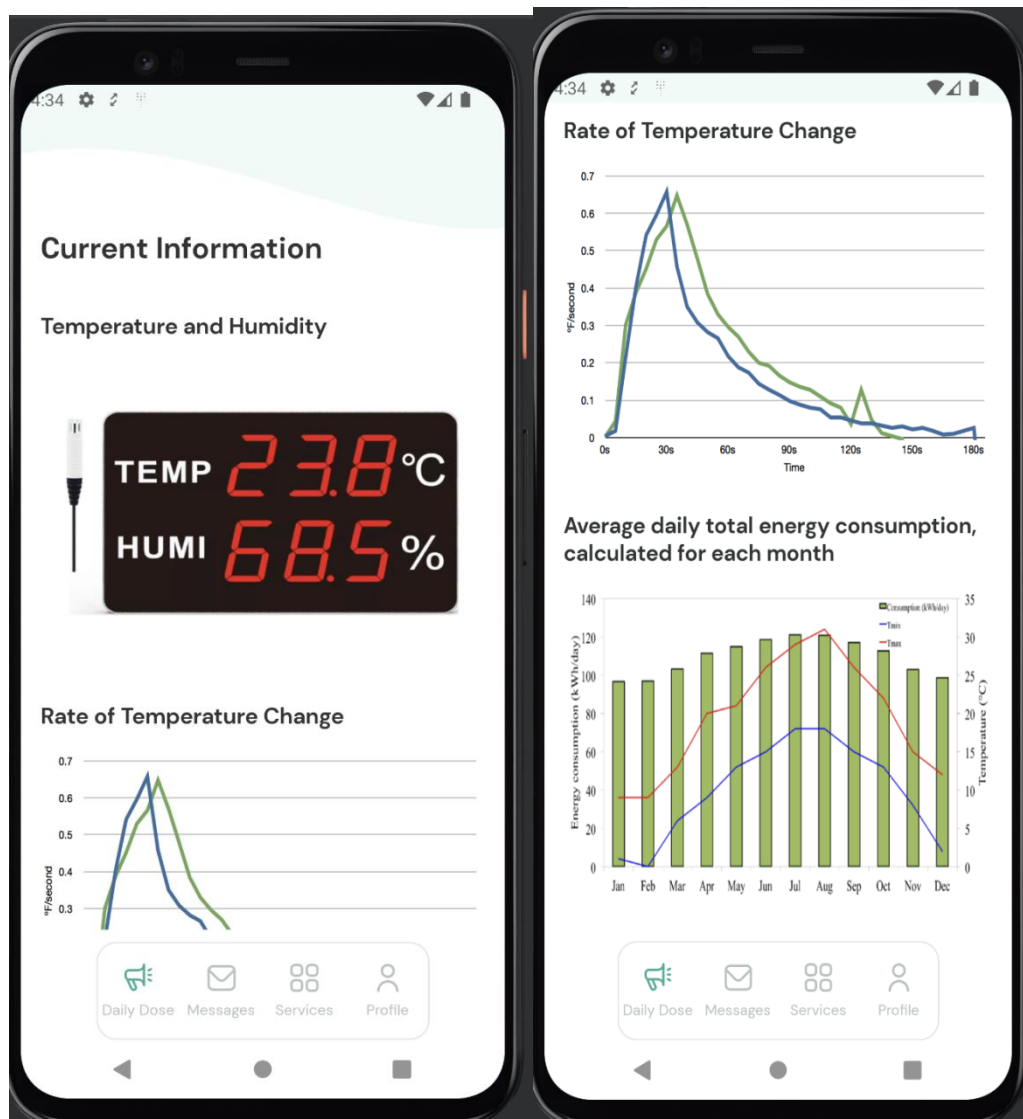 4:34
Current Information
Temperature and Humidity
TEMP 23.8 °C
HUMI 68.5 %
Rate of Temperature Change
0.7
0.6
0.5
0.4
0.3
°F/second
Daily Dose Messages Services Profile
4:34
Rate of Temperature Change
0.7
0.6
0.5
0.4
0.3
0.2
0.1
0
°F/second
0s 30s 60s 90s 120s 150s 180s
Time
Average daily total energy consumption,
calculated for each month
140
120
100
80
60
40
20
0
Energy consumption (kWh/day)
Consumption (kWh/day)
Tmin
Tmax
35
30
25
20
15
10
5
0
Temperature (°C)
Jan Feb Mar Apr May Jun Jul Aug Sep Oct Nov Dec
Daily Dose Messages Services Profile